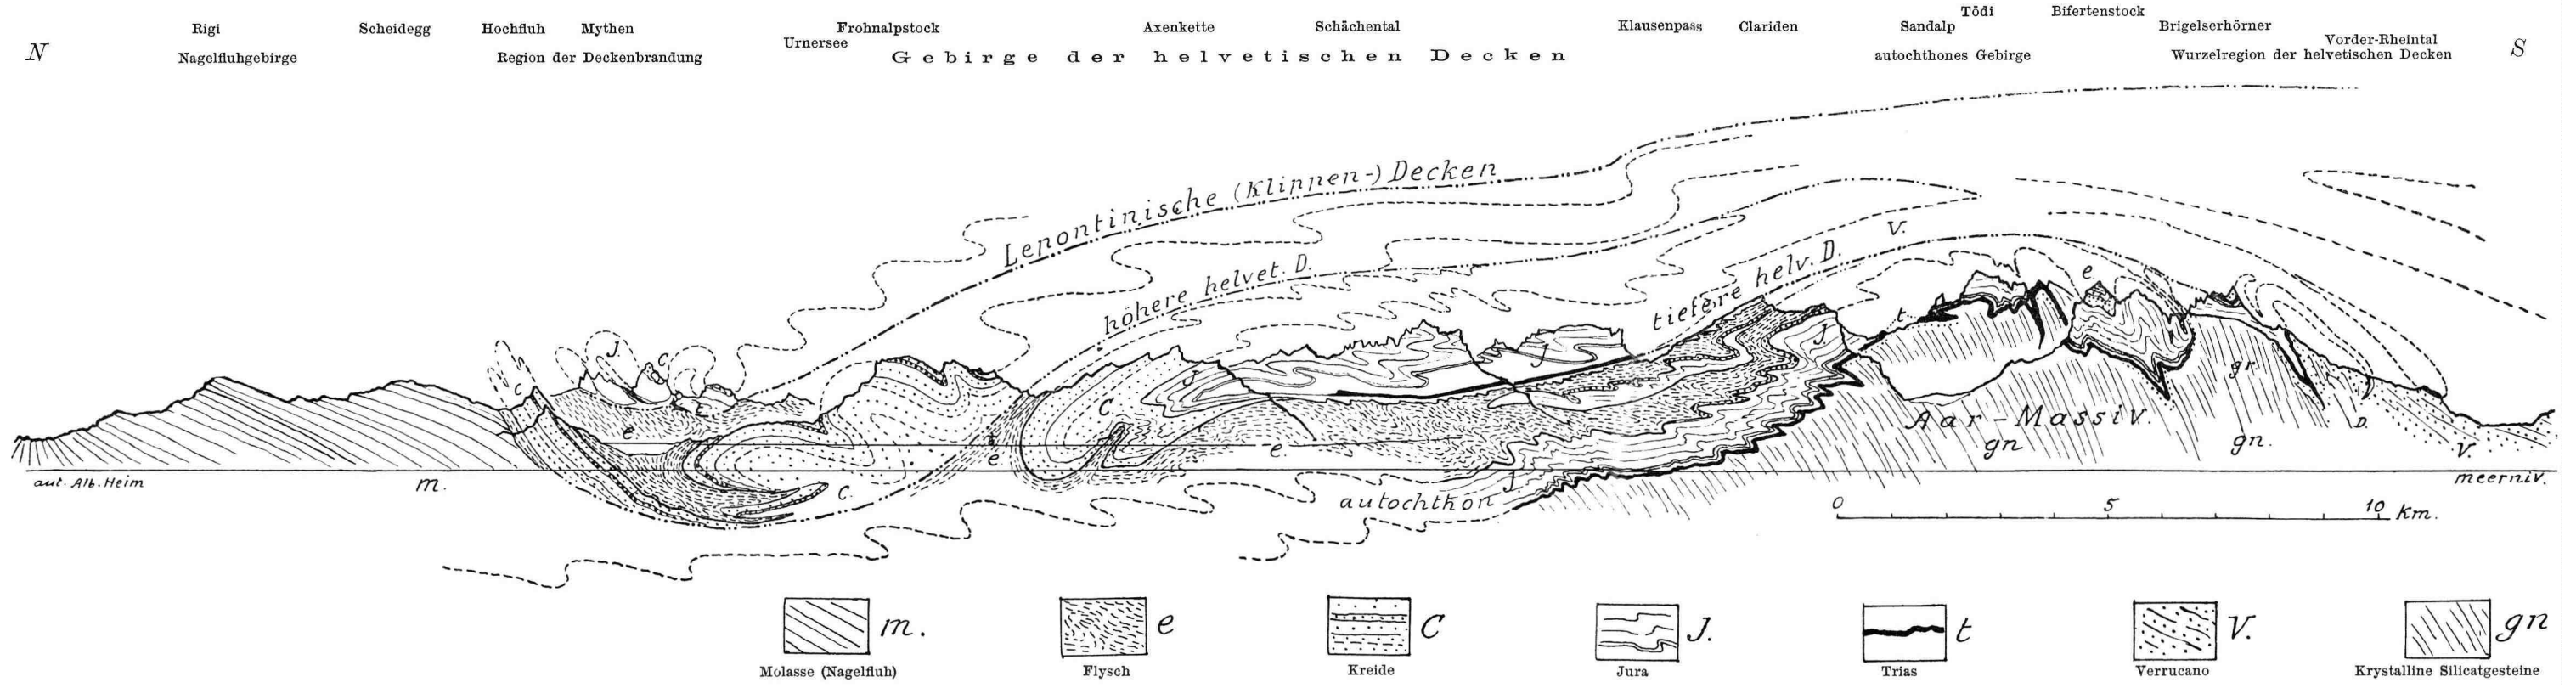 Tödi Bifertenstock
Rigi Scheidegg Hochfluh Mythen Frohnalpstock Axenkette Schächental Klausenpass Clariden Sandalp Brigelserhörner
Urnersee Vorder-Rheintal
N Nagelfluhgebirge Region der Deckenbrandung Gebirge der helvetischen Decken autochthones Gebirge Wurzelregion der helvetischen Decken S
Lepontinische (Klippen-) Decken
V.
höhere helvet. D.
tiefere helv. D.
e
t
J
C
J.
J
J
c
C
gr
Aar-Massiv.
e
D.
gn
gn.
e
e
V.
aut. Alb. Heim
m.
C.
J
meerniv.
autochthon
0 5 10 Km.
m. e C J. t V. gn
Molasse (Nagelfluh) Flysch Kreide Jura Trias Verrucano Krystalline Silicatgesteine